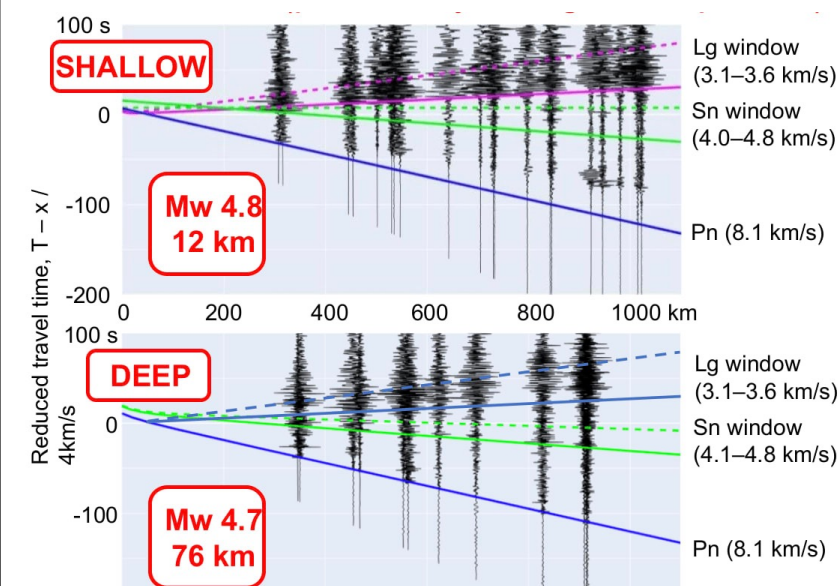 100 s
SHALLOW
0
-100
-200
Mw 4.8
12 km
Lg window
(3.1–3.6 km/s)
Sn window
(4.0–4.8 km/s)
Pn (8.1 km/s)
0 200 400 600 800 1000 km
Reduced travel time, T – x /
4km/s
100 s
DEEP
0
-100
Mw 4.7
76 km
Lg window
(3.1–3.6 km/s)
Sn window
(4.1–4.8 km/s)
Pn (8.1 km/s)